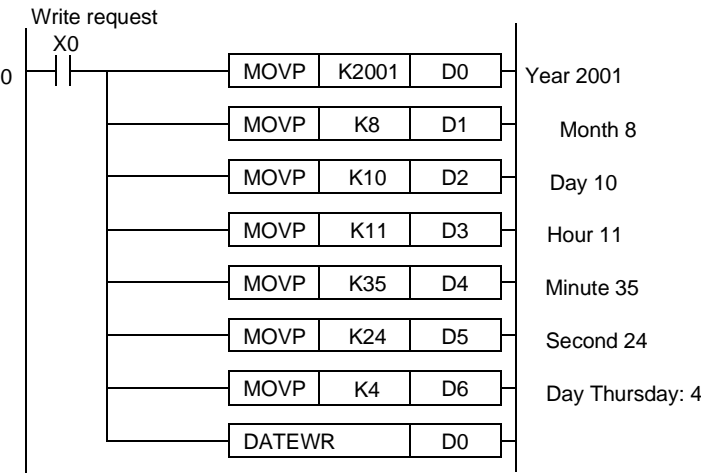 Write request
X0
0 MOVP K2001 D0 Year 2001
MOVP K8 D1 Month 8
MOVP K10 D2 Day 10
MOVP K11 D3 Hour 11
MOVP K35 D4 Minute 35
MOVP K24 D5 Second 24
MOVP K4 D6 Day Thursday: 4
DATEWR D0